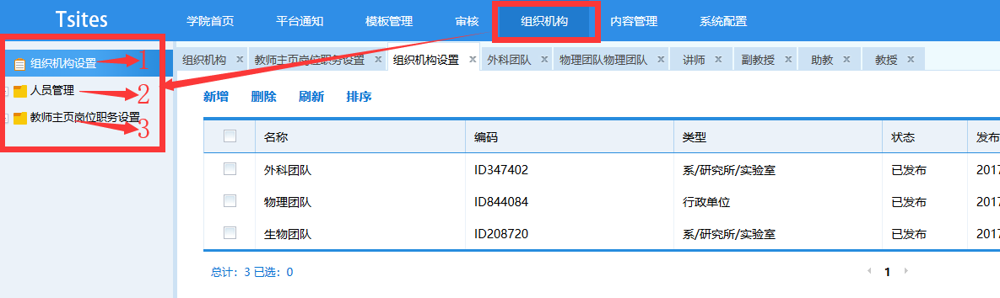 Tsites 学院首页 平台通知 模板管理 审核 组织机构 内容管理 系统配置
组织机构设置 1
人员管理 2
教师主页岗位职务设置 3
组织机构 x 教师主页岗位职务设置 x 组织机构设置 x 外科团队 x 物理团队物理团队 x 讲师 x 副教授 x 助教 x 教授 x
新增 删除 刷新 排序
名称 编码 类型 状态 发布
外科团队 ID347402 系/研究所/实验室 已发布 2017
物理团队 ID844084 行政单位 已发布 2017
生物团队 ID208720 系/研究所/实验室 已发布 2017
总计：3 已选：0 1